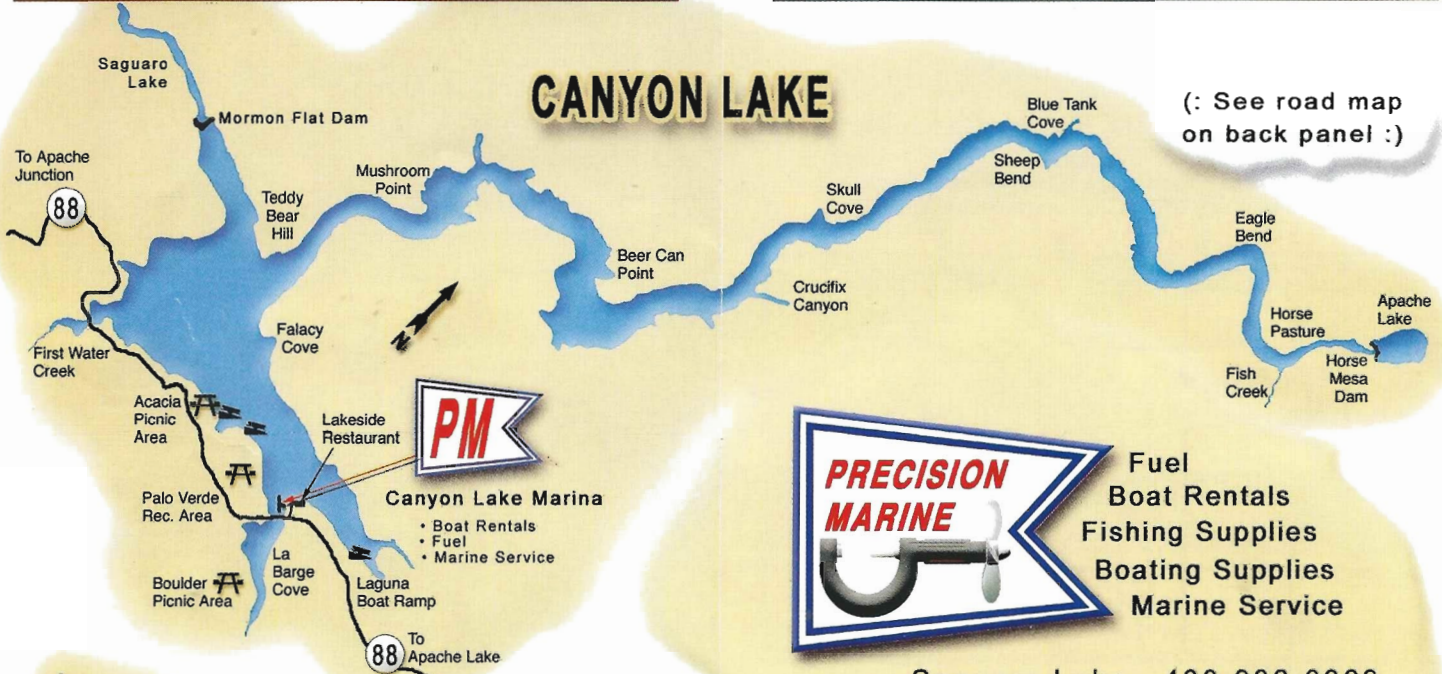 CANYON LAKE
(: See road map
on back panel :)
Saguaro
Lake
Mormon Flat Dam
To Apache
Junction
88
Teddy
Bear
Hill
Mushroom
Point
Beer Can
Point
Skull
Cove
Crucifix
Canyon
Blue Tank
Cove
Sheep
Bend
Eagle
Bend
Horse
Pasture
Apache
Lake
Fish
Creek
Horse
Mesa
Dam
N
Falacy
Cove
First Water
Creek
Acacia
Picnic
Area
Lakeside
Restaurant
PM
Palo Verde
Rec. Area
Canyon Lake Marina
• Boat Rentals
• Fuel
• Marine Service
La
Barge
Cove
Boulder
Picnic Area
Laguna
Boat Ramp
88
To
Apache Lake
PRECISION
MARINE
Fuel
Boat Rentals
Fishing Supplies
Boating Supplies
Marine Service